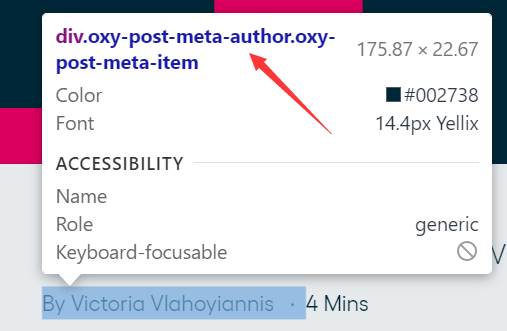 div.oxy-post-meta-author.oxy-
post-meta-item 175.87 × 22.67
Color #002738
Font 14.4px Yellix
ACCESSIBILITY
Name
Role generic
Keyboard-focusable
V
By Victoria Vlahoyiannis · 4 Mins